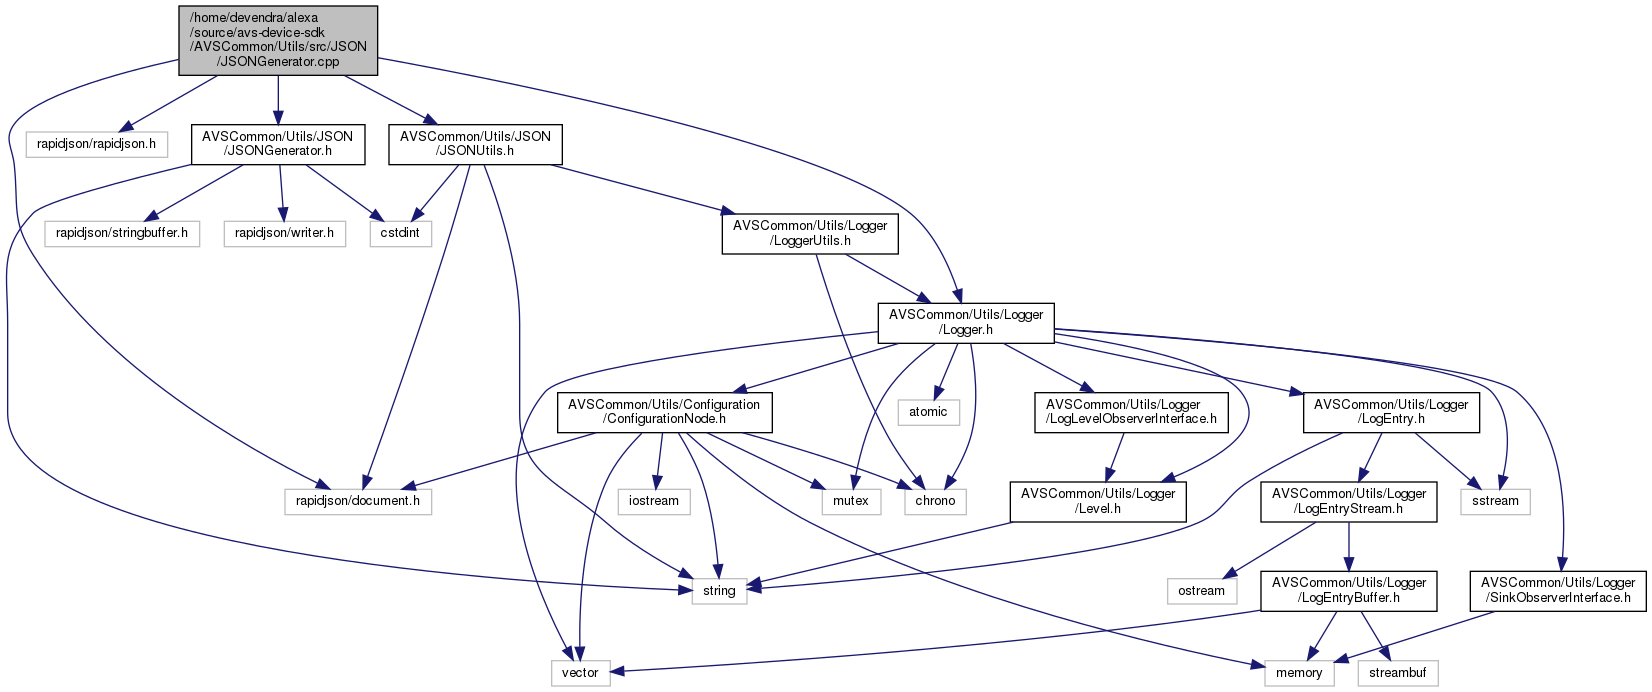 /home/devendra/alexa
/source/avs-device-sdk
/AVSCommon/Utils/src/JSON
/JSONGenerator.cpp
rapidjson/rapidjson.h
AVSCommon/Utils/JSON
/JSONGenerator.h
AVSCommon/Utils/JSON
/JSONUtils.h
rapidjson/stringbuffer.h
rapidjson/writer.h
cstdint
AVSCommon/Utils/Logger
/LoggerUtils.h
AVSCommon/Utils/Logger
/Logger.h
AVSCommon/Utils/Configuration
/ConfigurationNode.h
atomic
AVSCommon/Utils/Logger
/LogLevelObserverInterface.h
AVSCommon/Utils/Logger
/LogEntry.h
rapidjson/document.h
iostream
mutex
chrono
AVSCommon/Utils/Logger
/Level.h
AVSCommon/Utils/Logger
/LogEntryStream.h
sstream
string
ostream
AVSCommon/Utils/Logger
/LogEntryBuffer.h
AVSCommon/Utils/Logger
/SinkObserverInterface.h
vector
memory
streambuf